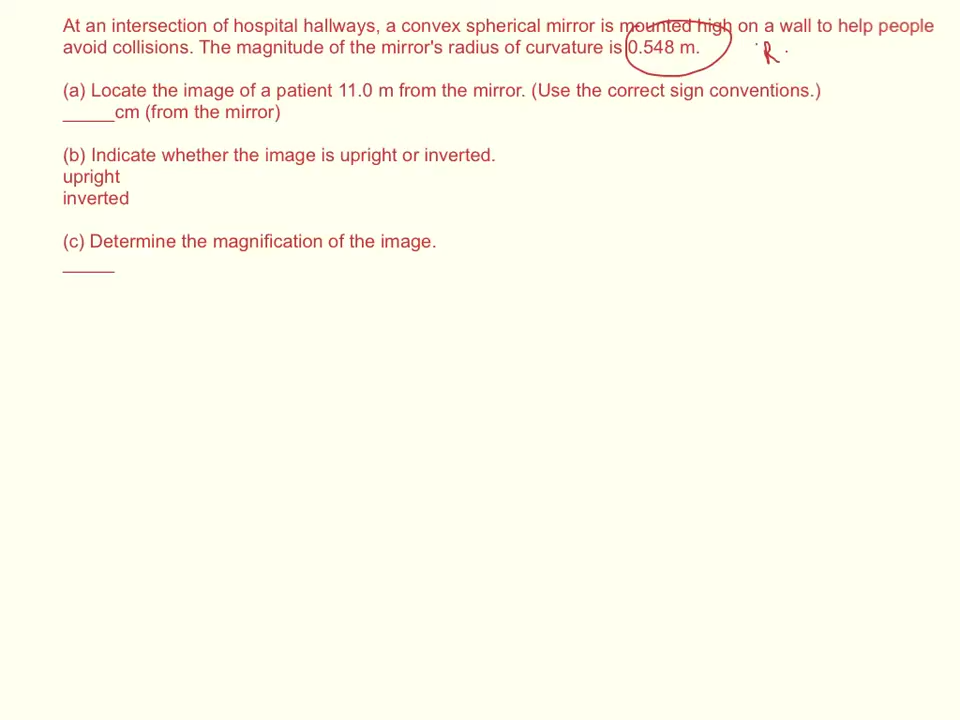 At an intersection of hospital hallways, a convex spherical mirror is mounted high on a wall to help people
avoid collisions. The magnitude of the mirror's radius of curvature is 0.548 m. R
(a) Locate the image of a patient 11.0 m from the mirror. (Use the correct sign conventions.)
_____cm (from the mirror)
(b) Indicate whether the image is upright or inverted.
upright
inverted
(c) Determine the magnification of the image.
_____